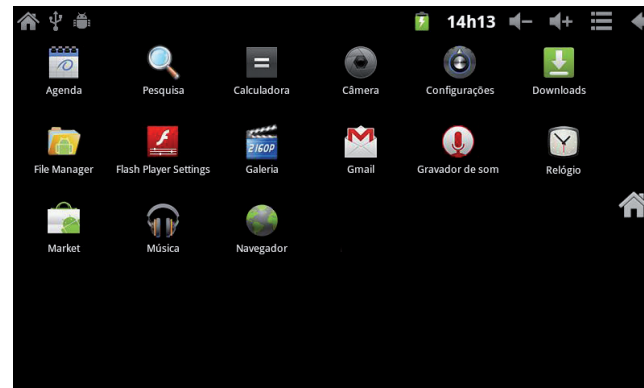 14h13
Agenda Pesquisa Calculadora Câmera Configurações Downloads
2160P
File Manager Flash Player Settings Galeria Gmail Gravador de som Relógio
Market Música Navegador